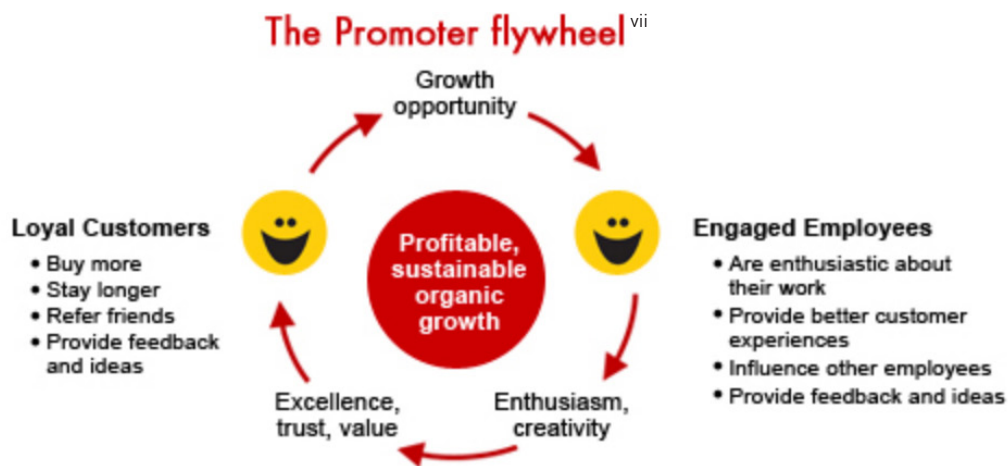 The Promoter flywheel vii
Growth
opportunity
Loyal Customers
• Buy more
• Stay longer
• Refer friends
• Provide feedback
and ideas
Profitable,
sustainable
organic
growth
Engaged Employees
• Are enthusiastic about
their work
• Provide better customer
experiences
• Influence other employees
• Provide feedback and ideas
Excellence,
trust, value
Enthusiasm,
creativity